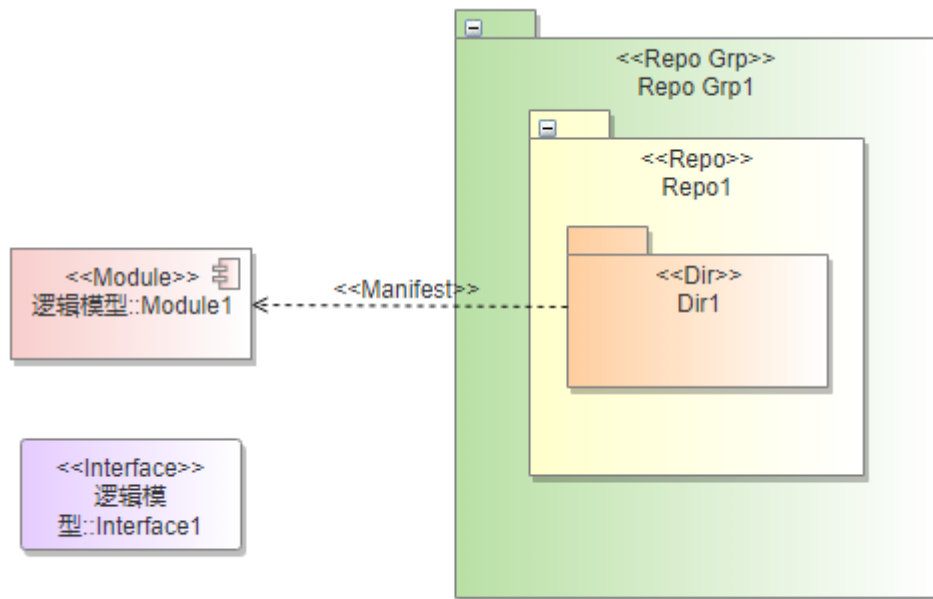 <<Repo Grp>>
Repo Grp1
<<Repo>>
Repo1
<<Dir>>
Dir1
<<Manifest>>
<<Module>>
逻辑模型::Module1
<<Interface>>
逻辑模
型::Interface1